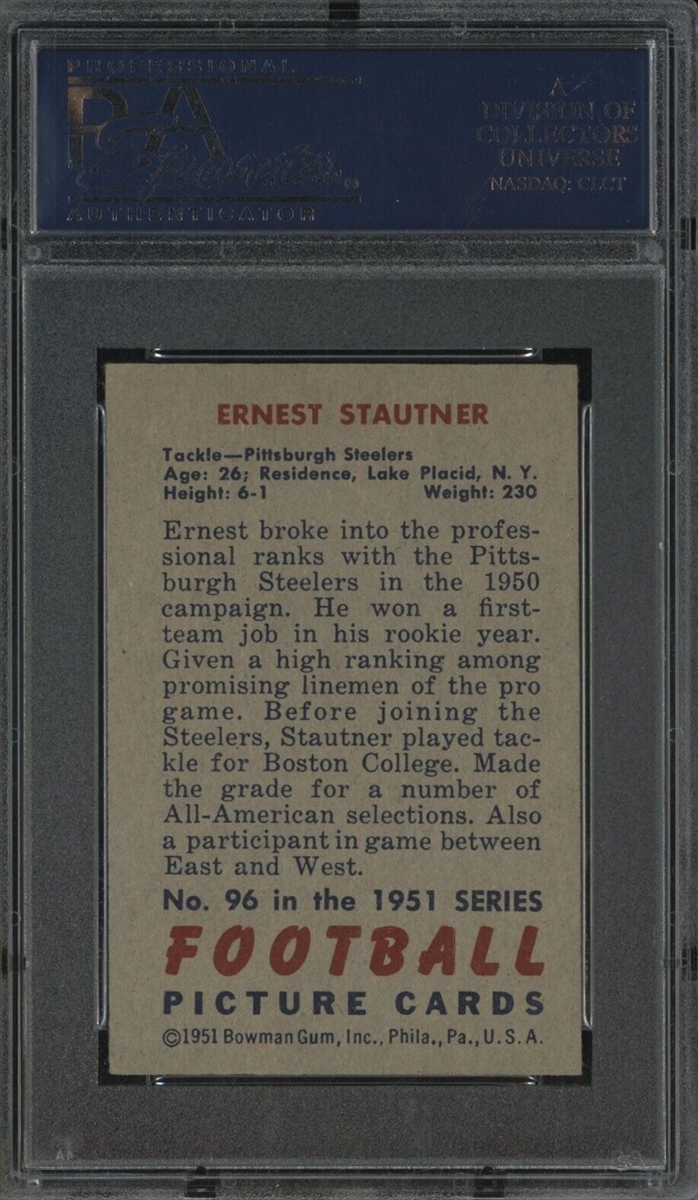 PROFESSIONAL
PSA
AUTHENTICATOR
A
DIVISION OF
COLLECTORS
UNIVERSE
NASDAQ: CLCT
ERNEST STAUTNER
Tackle—Pittsburgh Steelers
Age: 26; Residence, Lake Placid, N. Y.
Height: 6-1 Weight: 230
Ernest broke into the profes-
sional ranks with the Pitts-
burgh Steelers in the 1950
campaign. He won a first-
team job in his rookie year.
Given a high ranking among
promising linemen of the pro
game. Before joining the
Steelers, Stautner played tac-
kle for Boston College. Made
the grade for a number of
All-American selections. Also
a participant in game between
East and West.
No. 96 in the 1951 SERIES
FOOTBALL
PICTURE CARDS
©1951 Bowman Gum, Inc., Phila., Pa., U. S. A.